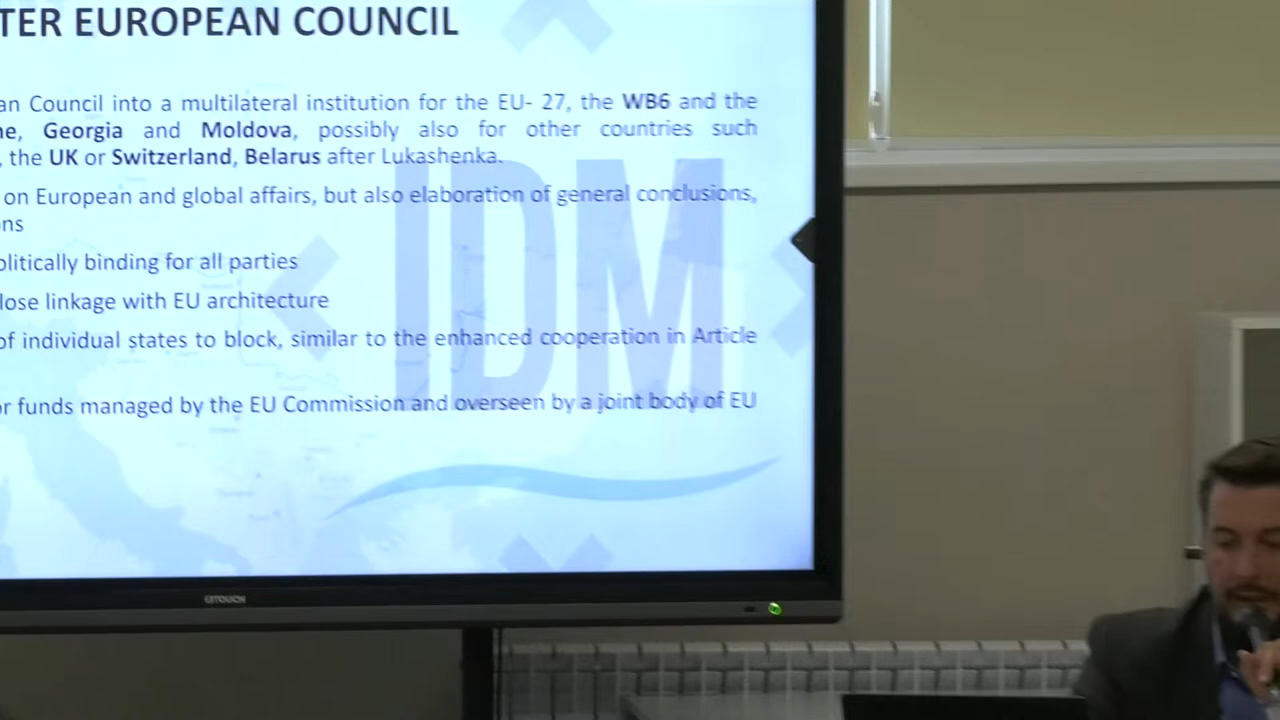 TER EUROPEAN COUNCIL
an Council into a multilateral institution for the EU- 27, the WB6 and the
ne, Georgia and Moldova, possibly also for other countries such
, the UK or Switzerland, Belarus after Lukashenka.
on European and global affairs, but also elaboration of general conclusions,
ns
olitically binding for all parties
lose linkage with EU architecture
of individual states to block, similar to the enhanced cooperation in Article
or funds managed by the EU Commission and overseen by a joint body of EU
IDM